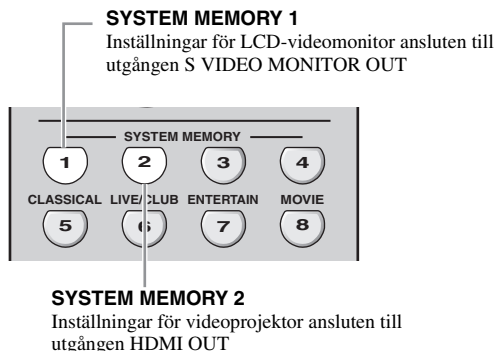 SYSTEM MEMORY 1
Inställningar för LCD-videomonitor ansluten till
utgången S VIDEO MONITOR OUT
SYSTEM MEMORY
1 2 3 4
CLASSICAL LIVE/CLUB ENTERTAIN MOVIE
5 6 7 8
SYSTEM MEMORY 2
Inställningar för videoprojektor ansluten till
utgången HDMI OUT